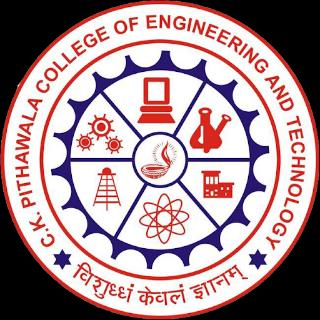 C.K. PITHAWALA COLLEGE OF ENGINEERING AND TECHNOLOGY
विशुध्धं केवलं ज्ञानम्